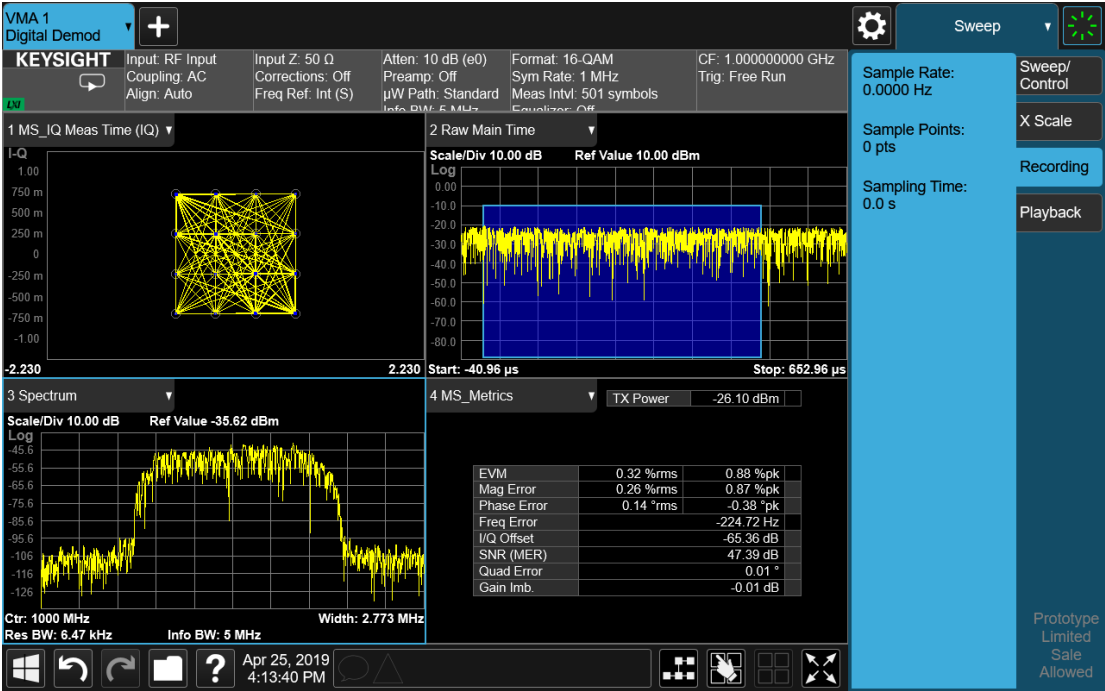 VMA 1
Digital Demod
Sweep
KEYSIGHT
LXI
Input: RF Input
Coupling: AC
Align: Auto
Input Z: 50 Ω
Corrections: Off
Freq Ref: Int (S)
Atten: 10 dB (e0)
Preamp: Off
µW Path: Standard
Info BW: 5 MHz
Format: 16-QAM
Sym Rate: 1 MHz
Meas Intvl: 501 symbols
Equalizer: Off
CF: 1.000000000 GHz
Trig: Free Run
1 MS_IQ Meas Time (IQ)
I-Q
1.00
750 m
500 m
250 m
0
-250 m
-500 m
-750 m
-1.00
-2.230
2.230
2 Raw Main Time
Scale/Div 10.00 dB
Ref Value 10.00 dBm
Log
0.00
-10.0
-20.0
-30.0
-40.0
-50.0
-60.0
-70.0
-80.0
Start: -40.96 µs
Stop: 652.96 µs
3 Spectrum
Scale/Div 10.00 dB
Ref Value -35.62 dBm
Log
-45.6
-55.6
-65.6
-75.6
-85.6
-95.6
-106
-116
-126
Ctr: 1000 MHz
Width: 2.773 MHz
Res BW: 6.47 kHz
Info BW: 5 MHz
4 MS_Metrics
TX Power -26.10 dBm
EVM 0.32 %rms 0.88 %pk
Mag Error 0.26 %rms 0.87 %pk
Phase Error 0.14 °rms -0.38 °pk
Freq Error -224.72 Hz
I/Q Offset -65.36 dB
SNR (MER) 47.39 dB
Quad Error 0.01 °
Gain Imb. -0.01 dB
Sample Rate:
0.0000 Hz
Sample Points:
0 pts
Sampling Time:
0.0 s
Sweep/
Control
X Scale
Recording
Playback
Prototype
Limited
Sale
Allowed
?
Apr 25, 2019
4:13:40 PM